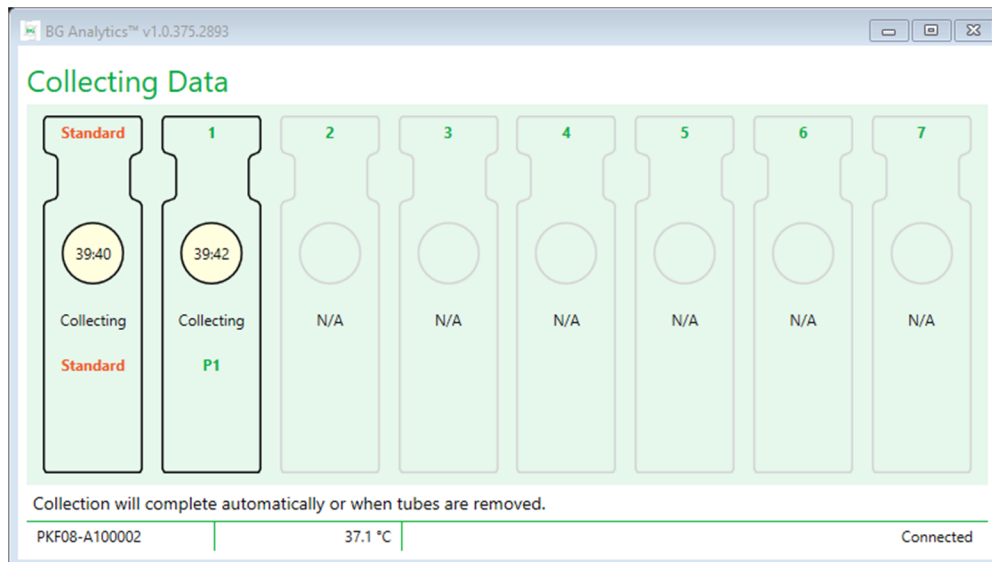 BG Analytics™ v1.0.375.2893
Collecting Data
Standard 1 2 3 4 5 6 7
39:40 39:42
Collecting Collecting N/A N/A N/A N/A N/A N/A
Standard P1
Collection will complete automatically or when tubes are removed.
PKF08-A100002 37.1 °C Connected